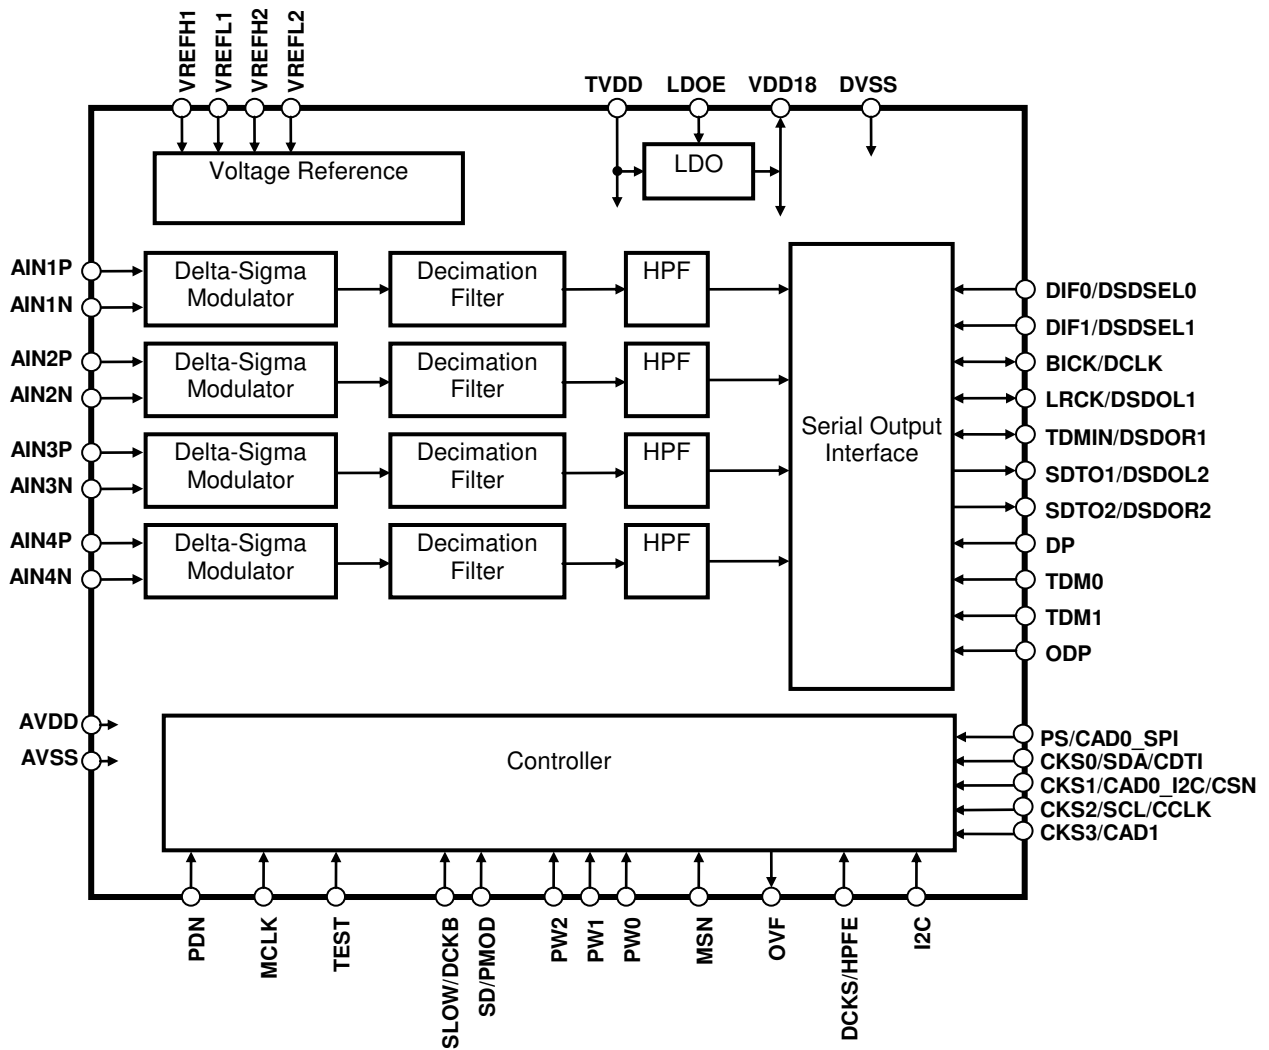 VREFH1
VREFL1
VREFH2
VREFL2
TVDD
LDOE
VDD18
DVSS
Voltage Reference
LDO
AIN1P
AIN1N
Delta-Sigma
Modulator
Decimation
Filter
HPF
AIN2P
AIN2N
Delta-Sigma
Modulator
Decimation
Filter
HPF
AIN3P
AIN3N
Delta-Sigma
Modulator
Decimation
Filter
HPF
AIN4P
AIN4N
Delta-Sigma
Modulator
Decimation
Filter
HPF
Serial Output
Interface
DIF0/DSDSEL0
DIF1/DSDSEL1
BICK/DCLK
LRCK/DSDOL1
TDMIN/DSDOR1
SDTO1/DSDOL2
SDTO2/DSDOR2
DP
TDM0
TDM1
ODP
AVDD
AVSS
Controller
PS/CAD0_SPI
CKS0/SDA/CDTI
CKS1/CAD0_I2C/CSN
CKS2/SCL/CCLK
CKS3/CAD1
PDN
MCLK
TEST
SLOW/DCKB
SD/PMOD
PW2
PW1
PW0
MSN
OVF
DCKS/HPFE
I2C